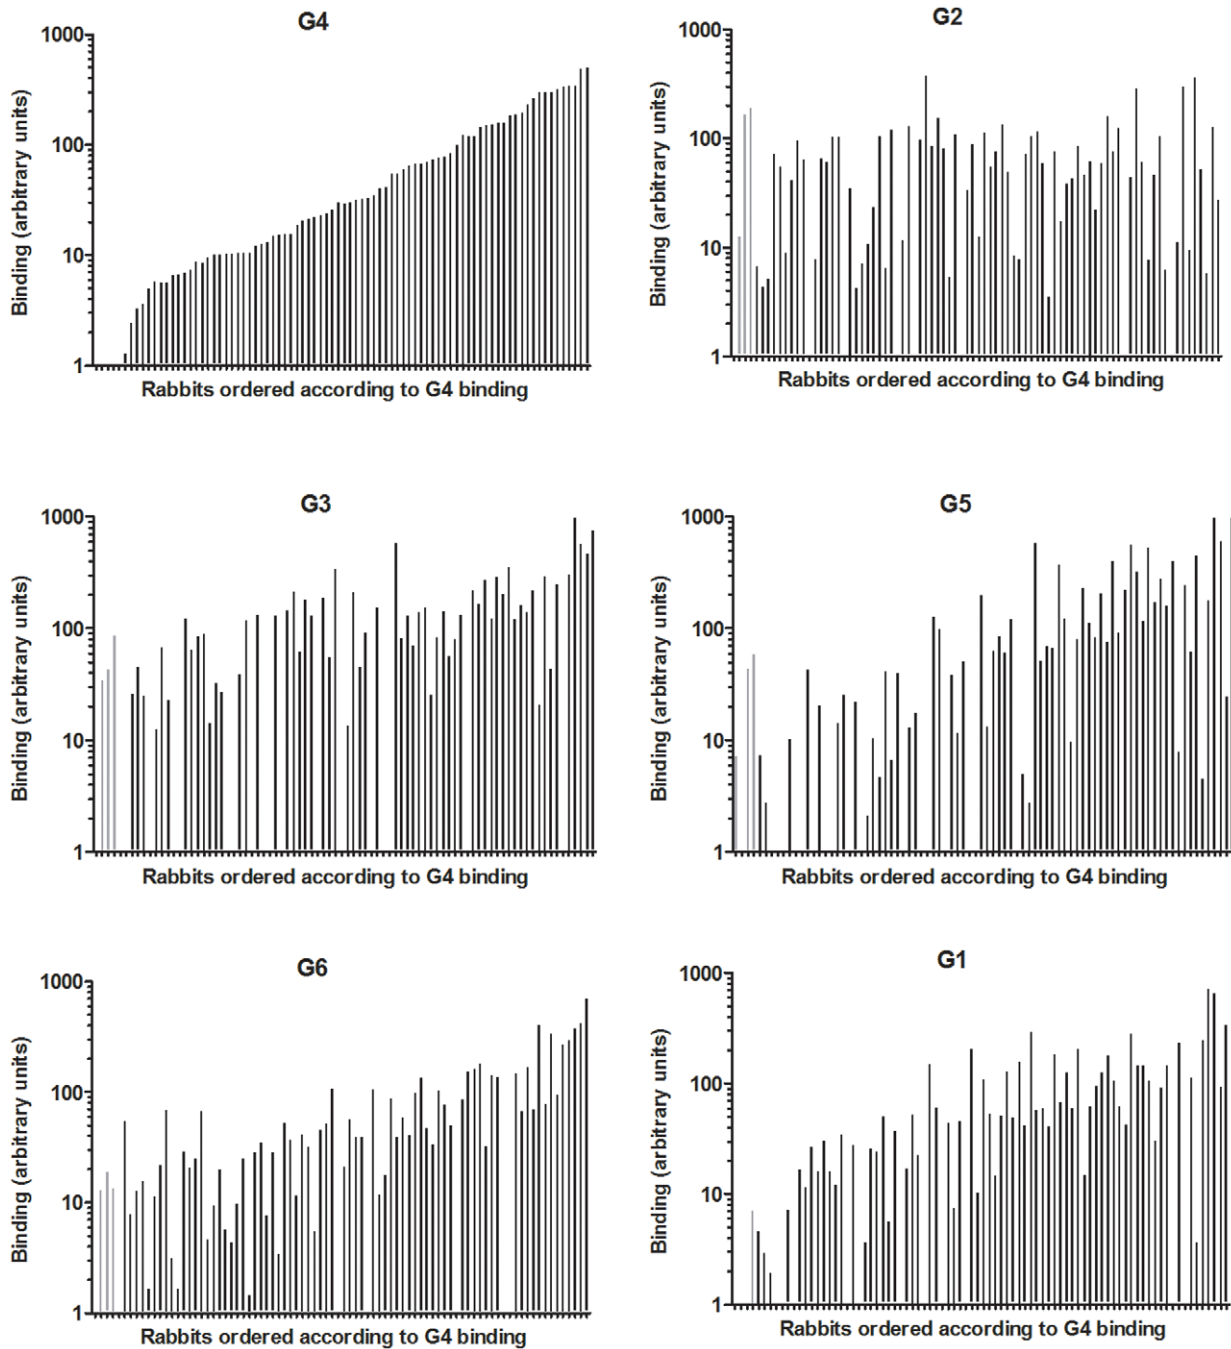 G4
1000
100
10
1
Binding (arbitrary units)
Rabbits ordered according to G4 binding
G2
1000
100
10
1
Binding (arbitrary units)
Rabbits ordered according to G4 binding
G3
1000
100
10
1
Binding (arbitrary units)
Rabbits ordered according to G4 binding
G5
1000
100
10
1
Binding (arbitrary units)
Rabbits ordered according to G4 binding
G6
1000
100
10
1
Binding (arbitrary units)
Rabbits ordered according to G4 binding
G1
1000
100
10
1
Binding (arbitrary units)
Rabbits ordered according to G4 binding